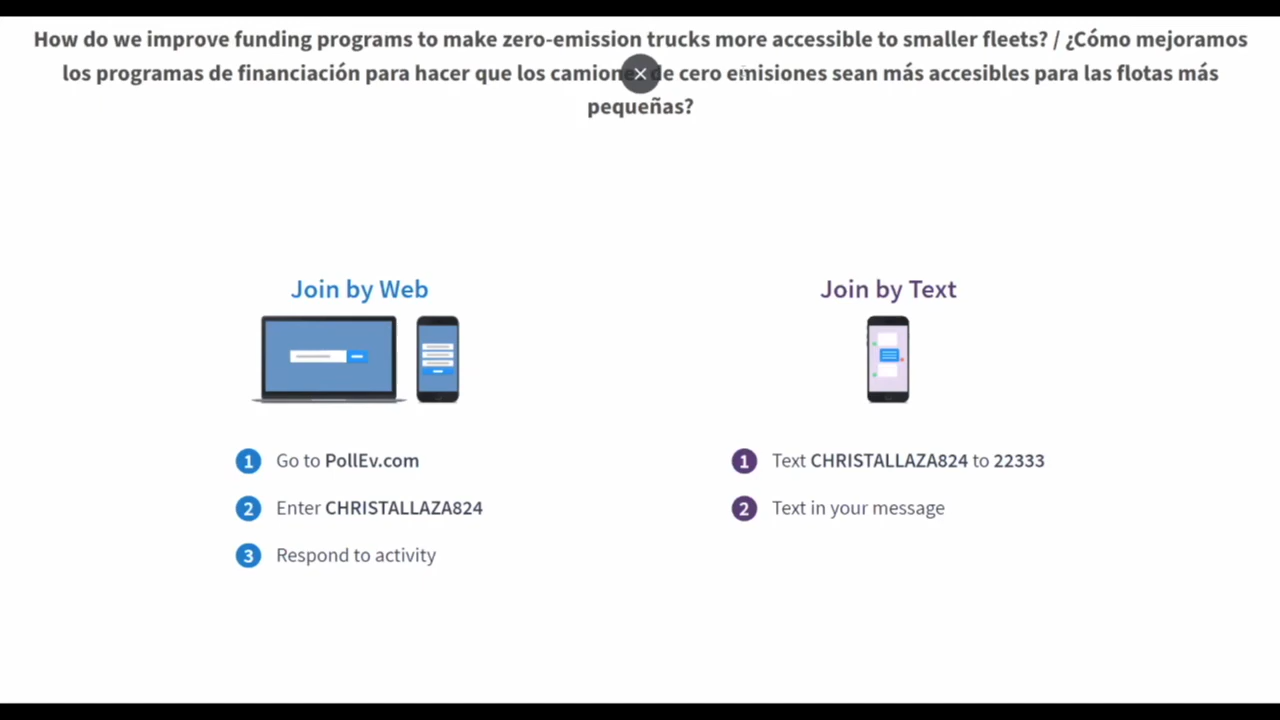 How do we improve funding programs to make zero-emission trucks more accessible to smaller fleets? / ¿Cómo mejoramos
los programas de financiación para hacer que los camiones de cero emisiones sean más accesibles para las flotas más
pequeñas?
Join by Web
Join by Text
1 Go to PollEv.com
2 Enter CHRISTALLAZA824
3 Respond to activity
1 Text CHRISTALLAZA824 to 22333
2 Text in your message